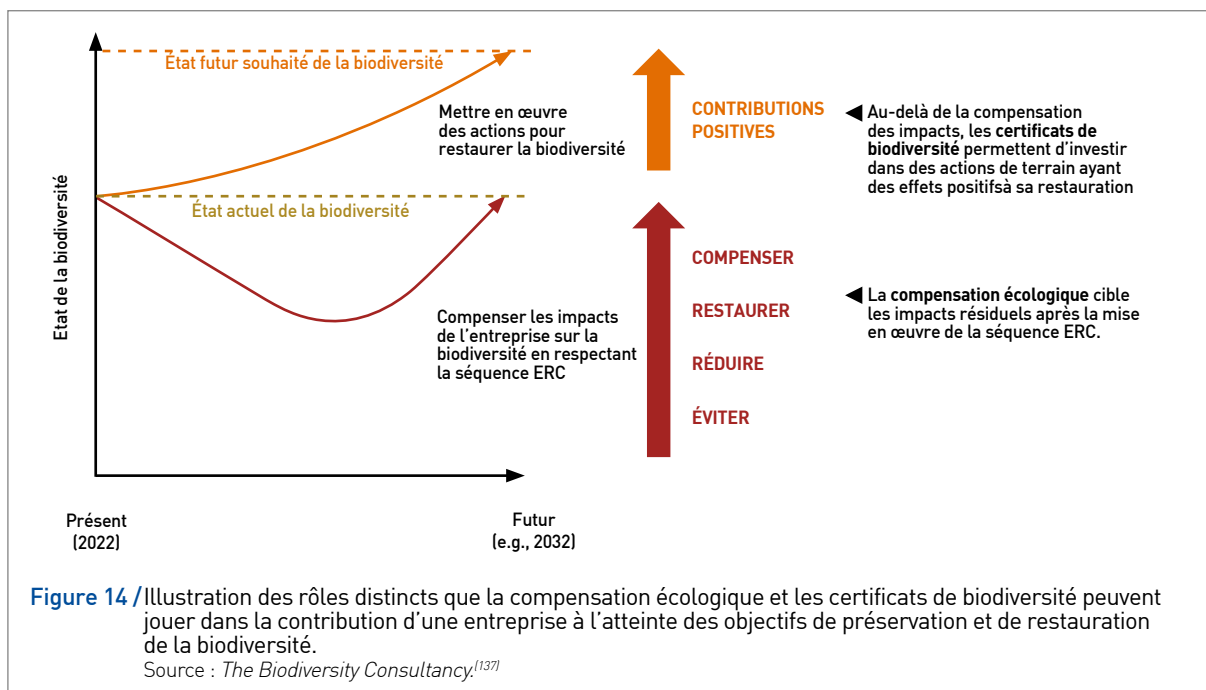 État futur souhaité de la biodiversité
Mettre en œuvre
des actions pour
restaurer la biodiversité
CONTRIBUTIONS
POSITIVES
Au-delà de la compensation
des impacts, les certificats de
biodiversité permettent d'investir
dans des actions de terrain ayant
des effets positifsà sa restauration
Etat de la biodiversité
État actuel de la biodiversité
Compenser les impacts
de l'entreprise sur la
biodiversité en respectant
la séquence ERC
COMPENSER
RESTAURER
RÉDUIRE
ÉVITER
La compensation écologique cible
les impacts résiduels après la mise
en œuvre de la séquence ERC.
Présent
(2022)
Futur
(e.g., 2032)
Figure 14 / Illustration des rôles distincts que la compensation écologique et les certificats de biodiversité peuvent
jouer dans la contribution d'une entreprise à l'atteinte des objectifs de préservation et de restauration
de la biodiversité.
Source : The Biodiversity Consultancy.[137]